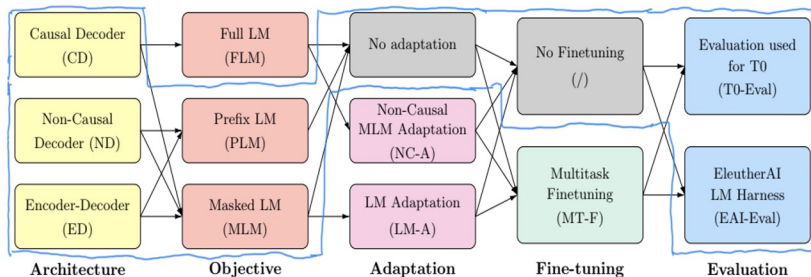 Causal Decoder
(CD)
Full LM
(FLM)
No adaptation
No Finetuning
(/)
Evaluation used
for T0
(T0-Eval)
Non-Causal
Decoder (ND)
Prefix LM
(PLM)
Non-Causal
MLM Adaptation
(NC-A)
Encoder-Decoder
(ED)
Masked LM
(MLM)
LM Adaptation
(LM-A)
Multitask
Finetuning
(MT-F)
EleutherAI
LM Harness
(EAI-Eval)
Architecture
Objective
Adaptation
Fine-tuning
Evaluation